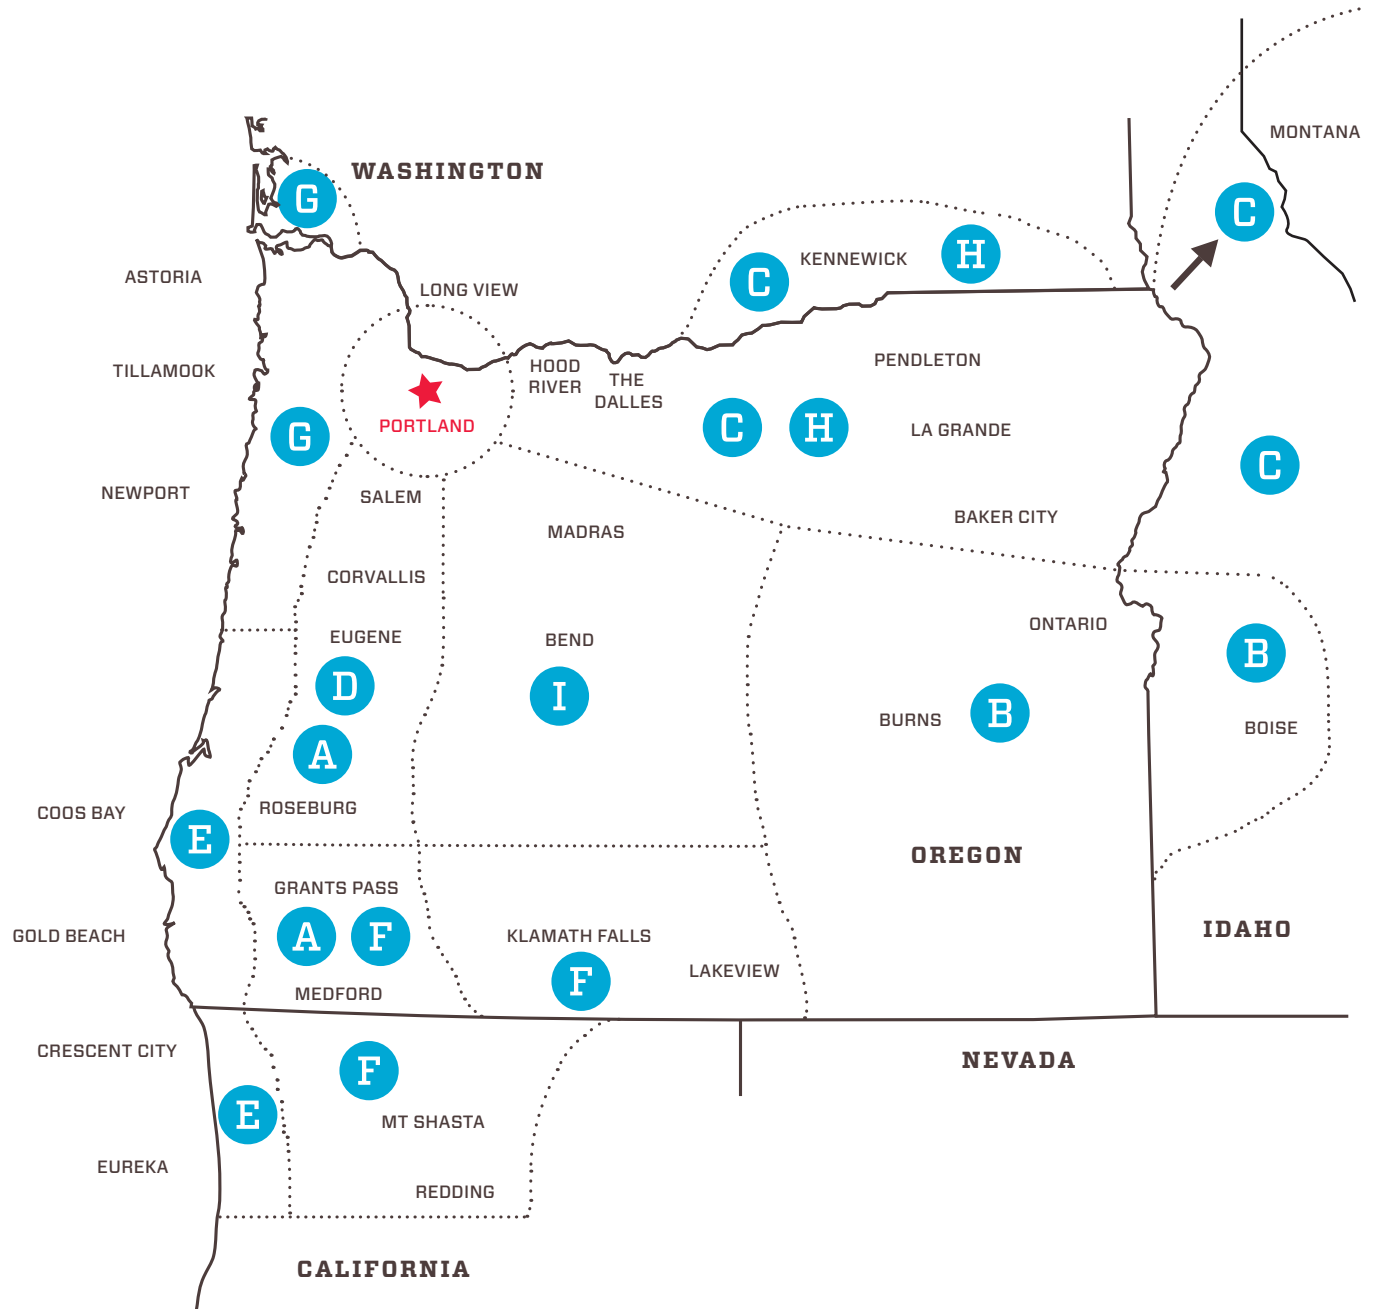 MONTANA
WASHINGTON
G
C
KENNEWICK
H
C
ASTORIA
LONG VIEW
TILLAMOOK
HOOD
RIVER
THE
DALLES
PENDLETON
PORTLAND
G
C
H
LA GRANDE
C
NEWPORT
SALEM
MADRAS
BAKER CITY
CORVALLIS
EUGENE
BEND
ONTARIO
D
I
B
B
BURNS
BOISE
A
ROSEBURG
COOS BAY
E
OREGON
GRANTS PASS
IDAHO
GOLD BEACH
A
F
KLAMATH FALLS
F
LAKEVIEW
MEDFORD
CRESCENT CITY
F
NEVADA
E
MT SHASTA
EUREKA
REDDING
CALIFORNIA